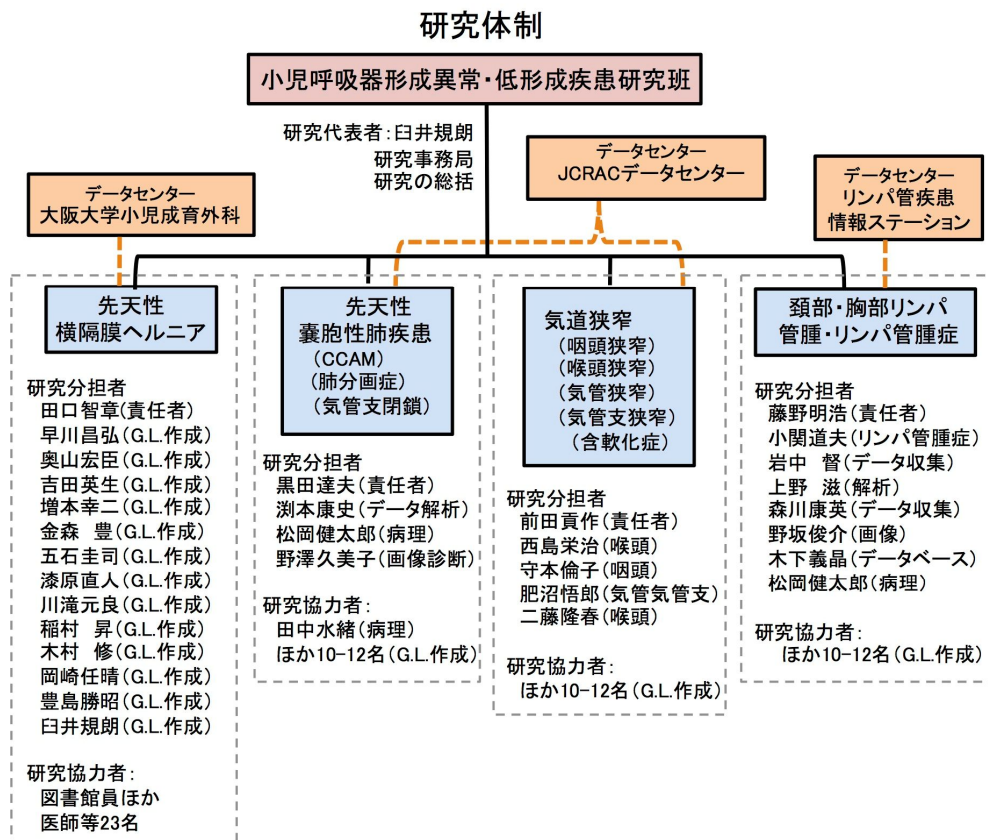 研究体制
小児呼吸器形成異常・低形成疾患研究班
研究代表者：臼井規朗
研究事務局
研究の総括
データセンター
大阪大学小児成育外科
データセンター
JCRACデータセンター
データセンター
リンパ管疾患
情報ステーション
先天性
横隔膜ヘルニア
研究分担者
田口智章（責任者）
早川昌弘（G.L.作成）
奥山宏臣（G.L.作成）
吉田英生（G.L.作成）
増本幸二（G.L.作成）
金森　豊（G.L.作成）
五石圭司（G.L.作成）
漆原直人（G.L.作成）
川滝元良（G.L.作成）
稲村　昇（G.L.作成）
木村　修（G.L.作成）
岡崎任晴（G.L.作成）
豊島勝昭（G.L.作成）
臼井規朗（G.L.作成）
研究協力者：
図書館員ほか
医師等23名
先天性
嚢胞性肺疾患
（CCAM）
（肺分画症）
（気管支閉鎖）
研究分担者
黒田達夫（責任者）
渕本康史（データ解析）
松岡健太郎（病理）
野澤久美子（画像診断）
研究協力者：
田中水緒（病理）
ほか10-12名（G.L.作成）
気道狭窄
（咽頭狭窄）
（喉頭狭窄）
（気管狭窄）
（気管支狭窄）
（含軟化症）
研究分担者
前田貢作（責任者）
西島栄治（喉頭）
守本倫子（咽頭）
肥沼悟郎（気管気管支）
二藤隆春（喉頭）
研究協力者：
ほか10-12名（G.L.作成）
頚部・胸部リンパ
管腫・リンパ管腫症
研究分担者
藤野明浩（責任者）
小関道夫（リンパ管腫症）
岩中　督（データ収集）
上野　滋（解析）
森川康英（データ収集）
野坂俊介（画像）
木下義晶（データベース）
松岡健太郎（病理）
研究協力者：
ほか10-12名（G.L.作成）